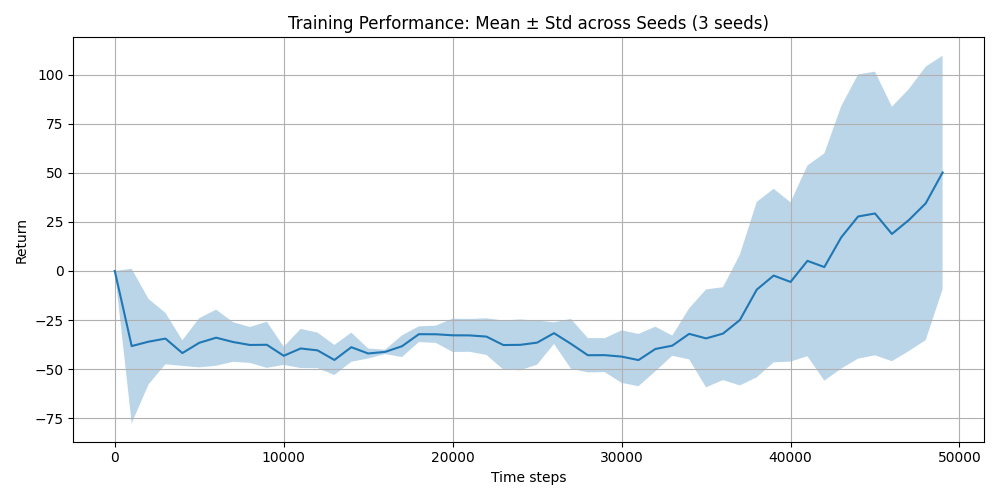 Training Performance: Mean ± Std across Seeds (3 seeds)
Return
100
75
50
25
0
−25
−50
−75
0 10000 20000 30000 40000 50000
Time steps